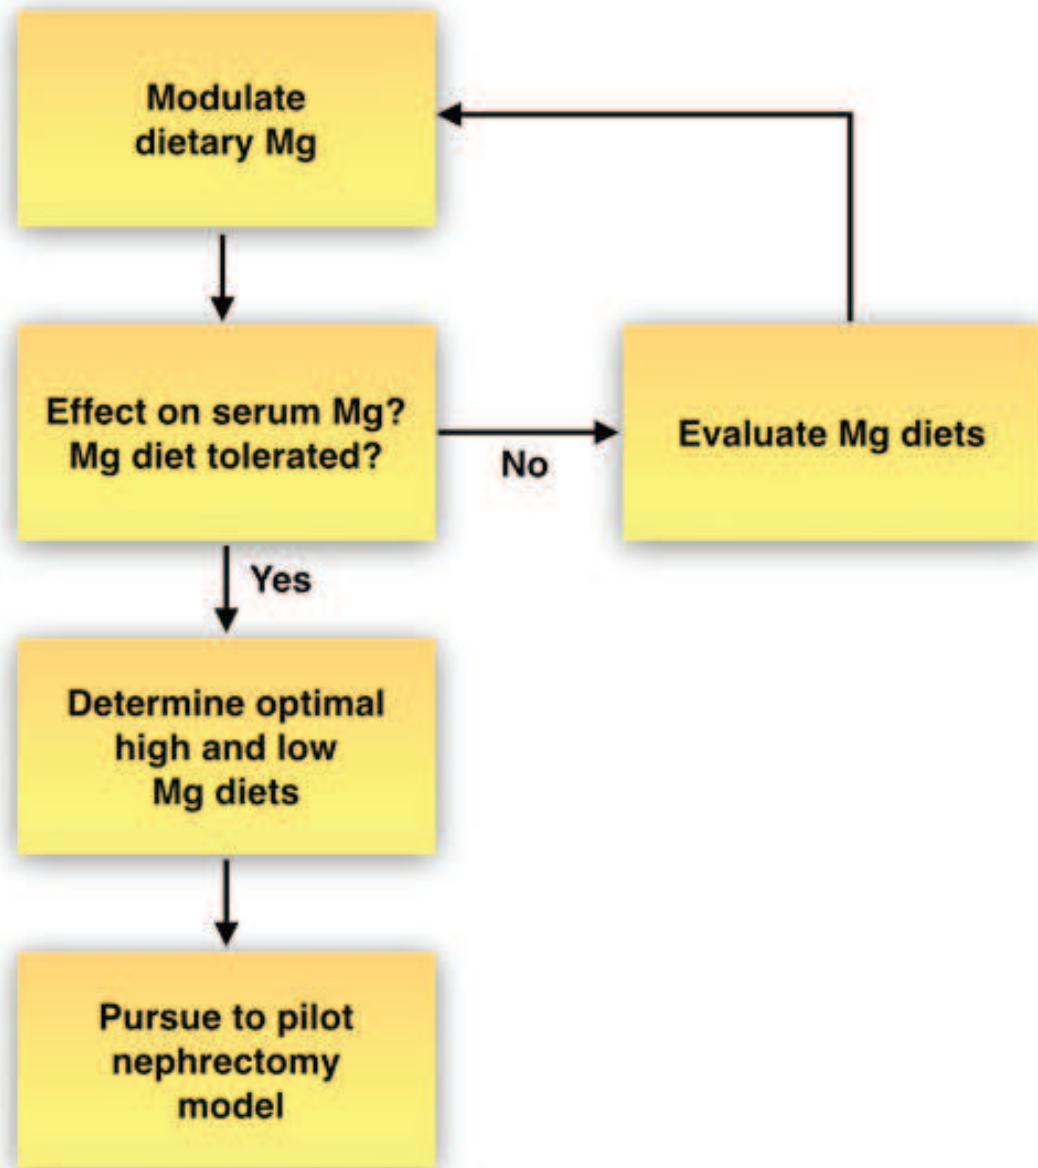 Modulate
dietary Mg
Effect on serum Mg?
Mg diet tolerated?
No
Evaluate Mg diets
Yes
Determine optimal
high and low
Mg diets
Pursue to pilot
nephrectomy
model